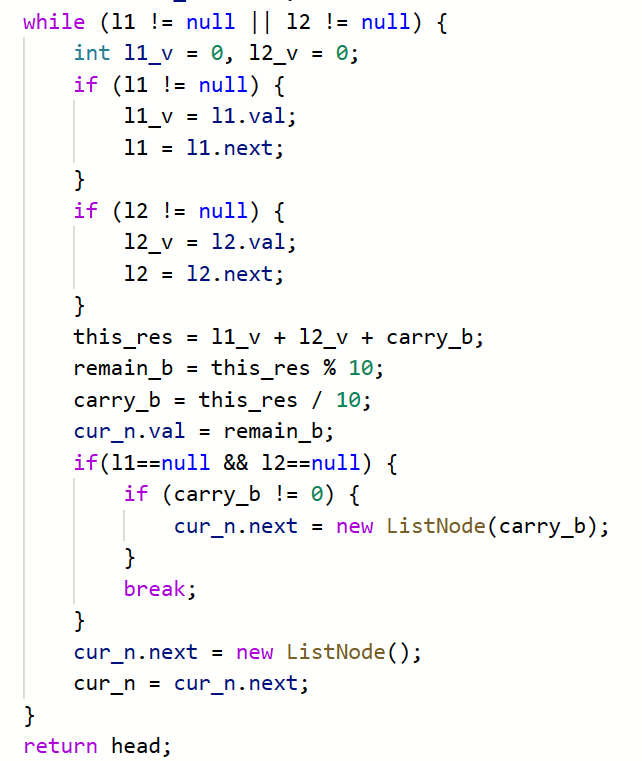 while (l1 != null || l2 != null) {
    int l1_v = 0, l2_v = 0;
    if (l1 != null) {
        l1_v = l1.val;
        l1 = l1.next;
    }
    if (l2 != null) {
        l2_v = l2.val;
        l2 = l2.next;
    }
    this_res = l1_v + l2_v + carry_b;
    remain_b = this_res % 10;
    carry_b = this_res / 10;
    cur_n.val = remain_b;
    if(l1==null && l2==null) {
        if (carry_b != 0) {
            cur_n.next = new ListNode(carry_b);
        }
        break;
    }
    cur_n.next = new ListNode();
    cur_n = cur_n.next;
}
return head;